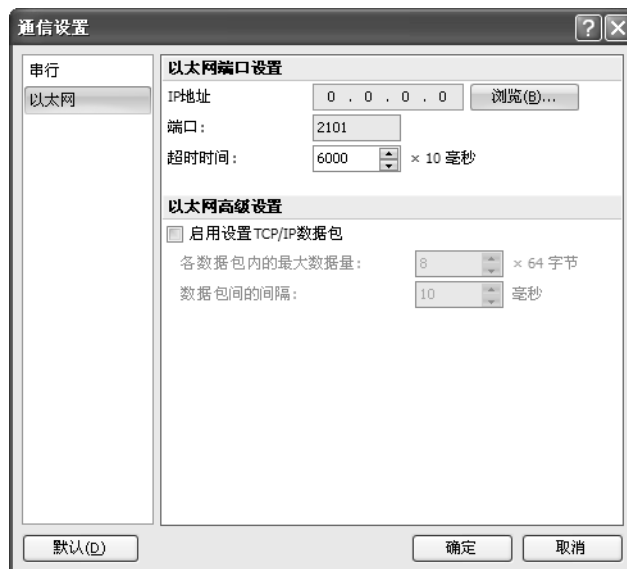 通信设置
串行
以太网
以太网端口设置
IP地址 0 . 0 . 0 . 0 浏览(B)...
端口: 2101
超时时间: 6000 × 10 毫秒
以太网高级设置
启用设置TCP/IP数据包
各数据包内的最大数据量: 8 × 64 字节
数据包间的间隔: 10 毫秒
默认(D) 确定 取消